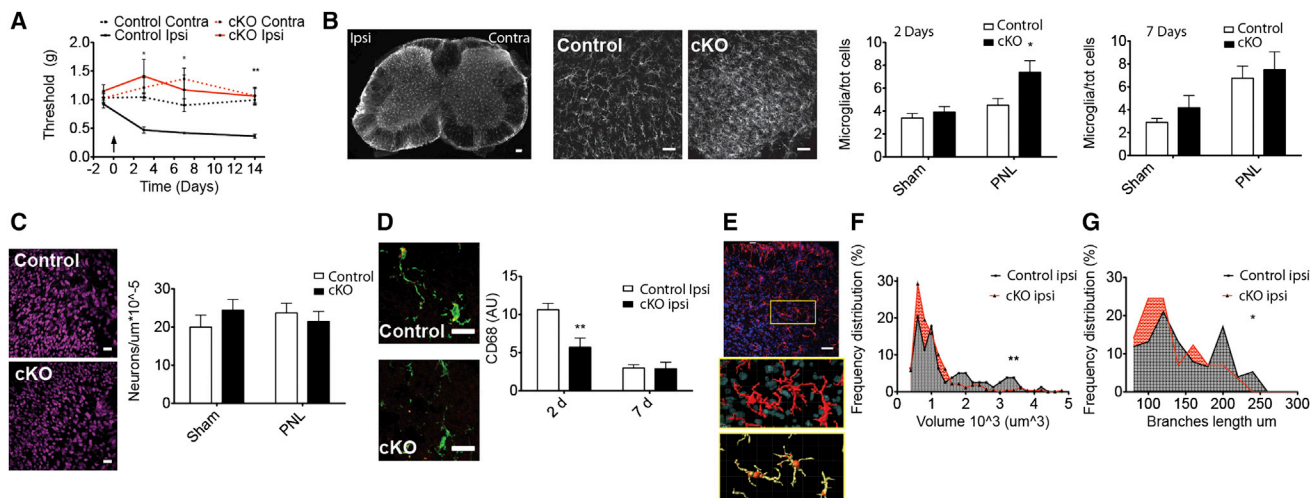 A
Control Contra
cKO Contra
Control Ipsi
cKO Ipsi
Threshold (g)
2.0
1.5
1.0
0.5
0.0
*
*
**
-2 0 2 4 6 8 10 12 14
Time (Days)
B
Ipsi
Contra
Control
cKO
2 Days
Control
cKO
*
Microglia/tot cells
10
8
6
4
2
0
Sham
PNL
7 Days
Control
cKO
Microglia/tot cells
10
8
6
4
2
0
Sham
PNL
C
Control
cKO
Neurons/um*10^-5
40
30
20
10
0
Control
cKO
Sham
PNL
D
Control
cKO
CD68 (AU)
15
10
5
0
Control Ipsi
cKO ipsi
**
2 d
7 d
E
F
Frequency distribution (%)
40
30
20
10
0
Control ipsi
cKO ipsi
**
0 1 2 3 4 5
Volume 10^3 (um^3)
G
Frequency distribution (%)
30
20
10
0
Control ipsi
cKO ipsi
*
100 150 200 250 300
Branches length um